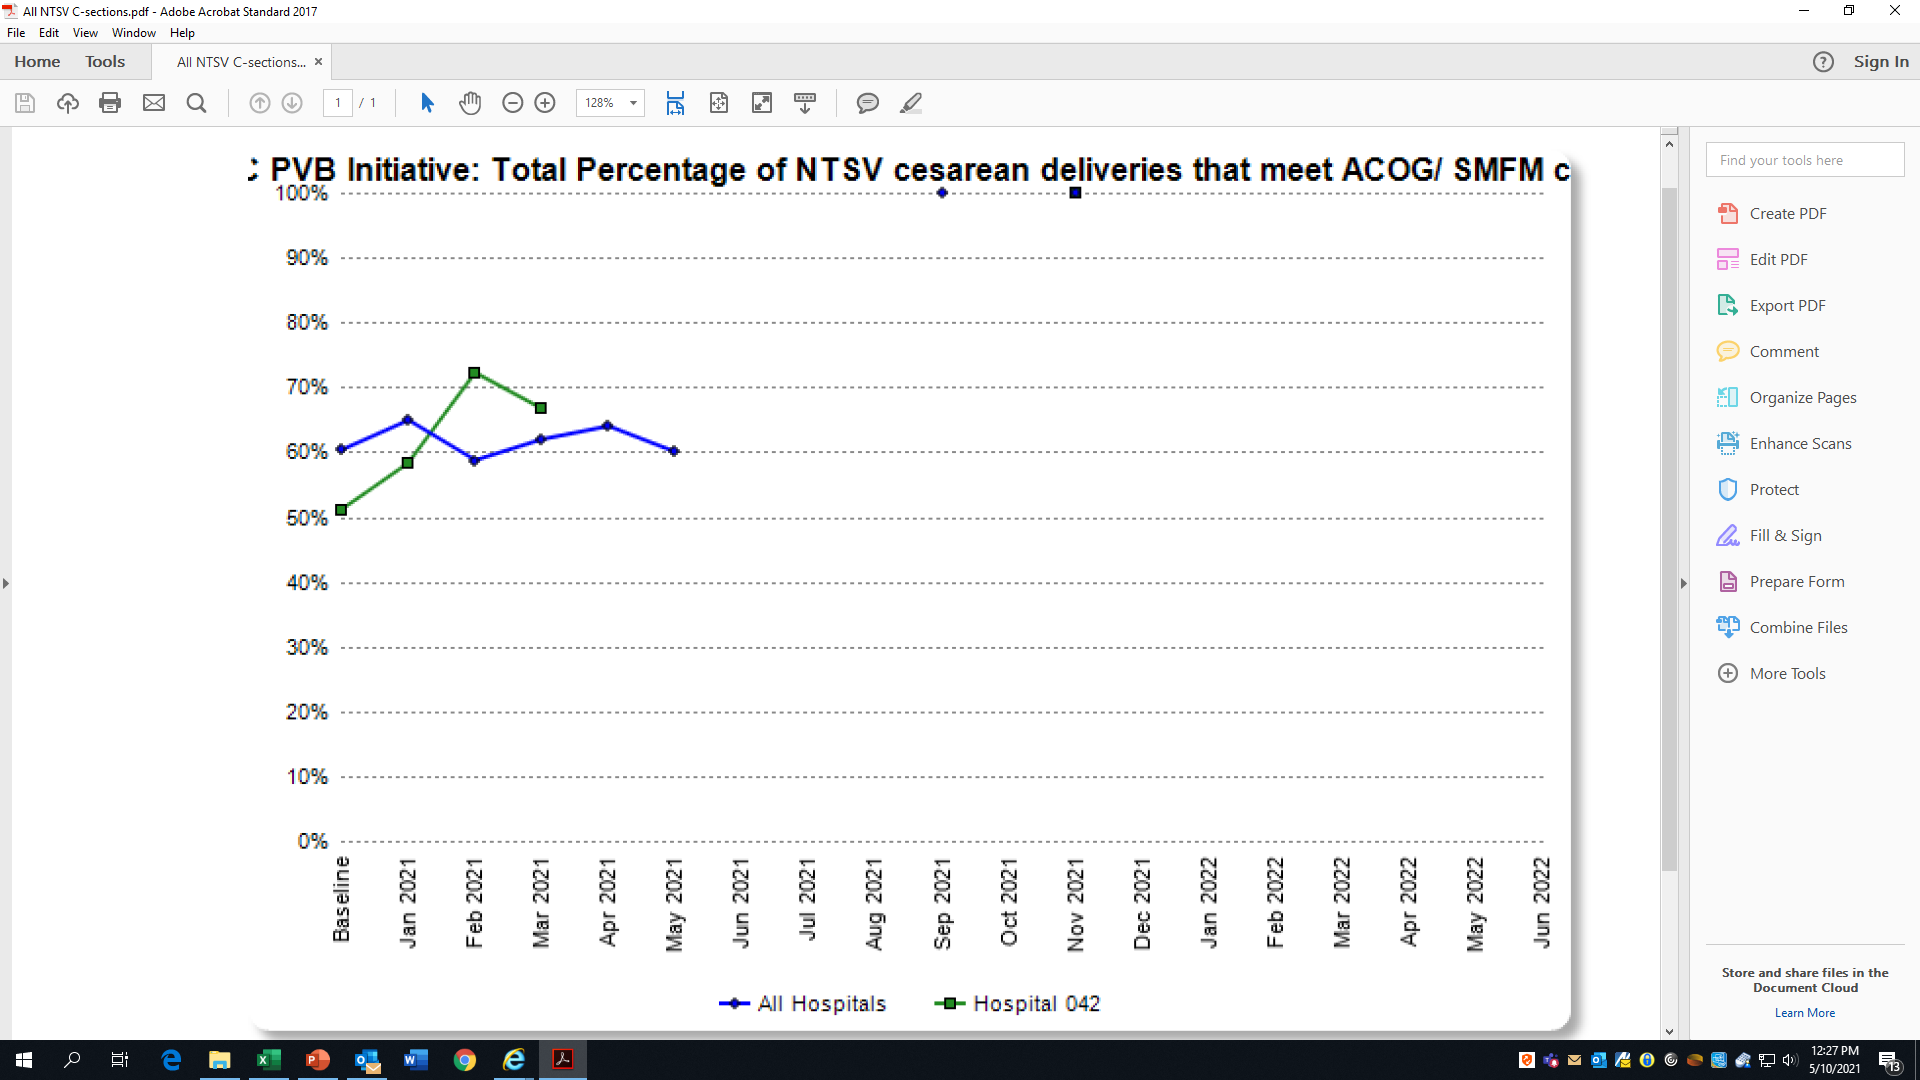 All NTSV C-sections.pdf - Adobe Acrobat Standard 2017
File Edit View Window Help
Home Tools All NTSV C-sections... × Sign In
1 / 1 128%
Find your tools here
Create PDF
Edit PDF
Export PDF
Comment
Organize Pages
Enhance Scans
Protect
Fill & Sign
Prepare Form
Combine Files
More Tools
Store and share files in the
Document Cloud
Learn More
C PVB Initiative: Total Percentage of NTSV cesarean deliveries that meet ACOG/ SMFM c
100%
90%
80%
70%
60%
50%
40%
30%
20%
10%
0%
Baseline
Jan 2021
Feb 2021
Mar 2021
Apr 2021
May 2021
Jun 2021
Jul 2021
Aug 2021
Sep 2021
Oct 2021
Nov 2021
Dec 2021
Jan 2022
Feb 2022
Mar 2022
Apr 2022
May 2022
Jun 2022
All Hospitals Hospital 042
12:27 PM
5/10/2021
13